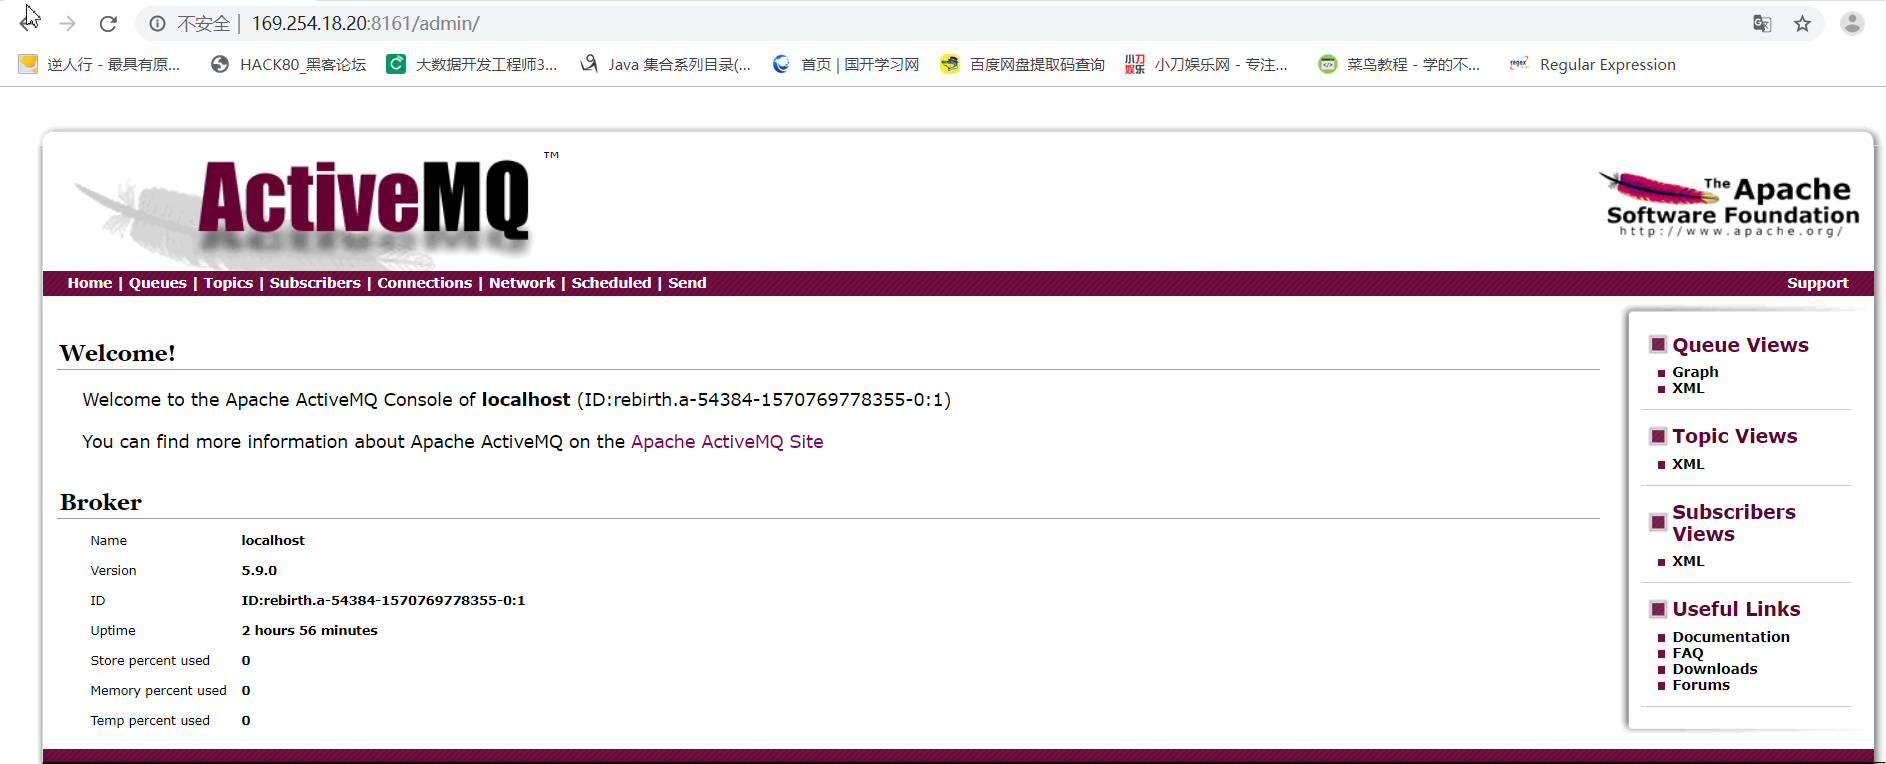 不安全 | 169.254.18.20:8161/admin/
逆人行 - 最具有原... HACK80_黑客论坛 大数据开发工程师3... Java 集合系列目录(... 首页 | 国开学习网 百度网盘提取码查询 小刀娱乐 小刀娱乐网 - 专注... 菜鸟教程 - 学的不... regex Regular Expression
ActiveMQ ™
The Apache
Software Foundation
http://www.apache.org/
Home | Queues | Topics | Subscribers | Connections | Network | Scheduled | Send
Support
Welcome!
Welcome to the Apache ActiveMQ Console of localhost (ID:rebirth.a-54384-1570769778355-0:1)
You can find more information about Apache ActiveMQ on the Apache ActiveMQ Site
Broker
Name localhost
Version 5.9.0
ID ID:rebirth.a-54384-1570769778355-0:1
Uptime 2 hours 56 minutes
Store percent used 0
Memory percent used 0
Temp percent used 0
Queue Views
Graph
XML
Topic Views
XML
Subscribers
Views
XML
Useful Links
Documentation
FAQ
Downloads
Forums